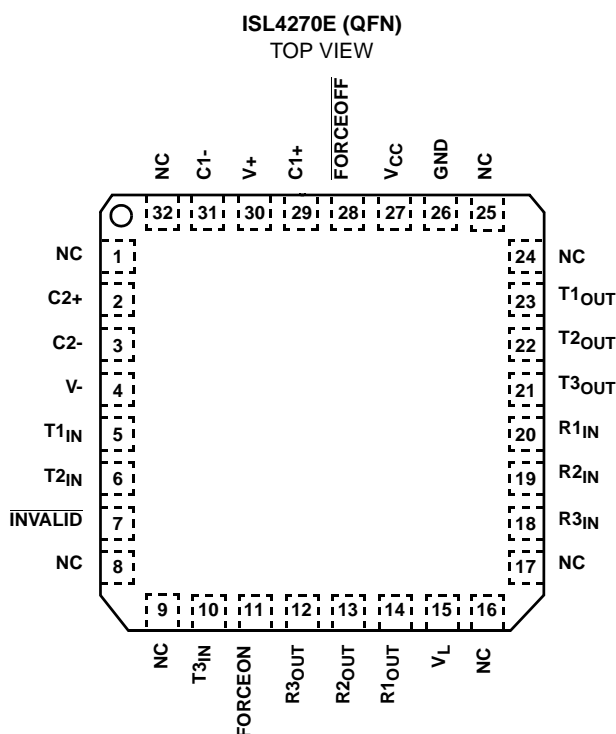 ISL4270E (QFN)
TOP VIEW
NC
C1-
V+
C1+
FORCEOFF
VCC
GND
NC
32 31 30 29 28 27 26 25
NC 1
C2+ 2
C2- 3
V- 4
T1IN 5
T2IN 6
INVALID 7
NC 8
24 NC
23 T1OUT
22 T2OUT
21 T3OUT
20 R1IN
19 R2IN
18 R3IN
17 NC
9 10 11 12 13 14 15 16
NC
T3IN
FORCEON
R3OUT
R2OUT
R1OUT
VL
NC